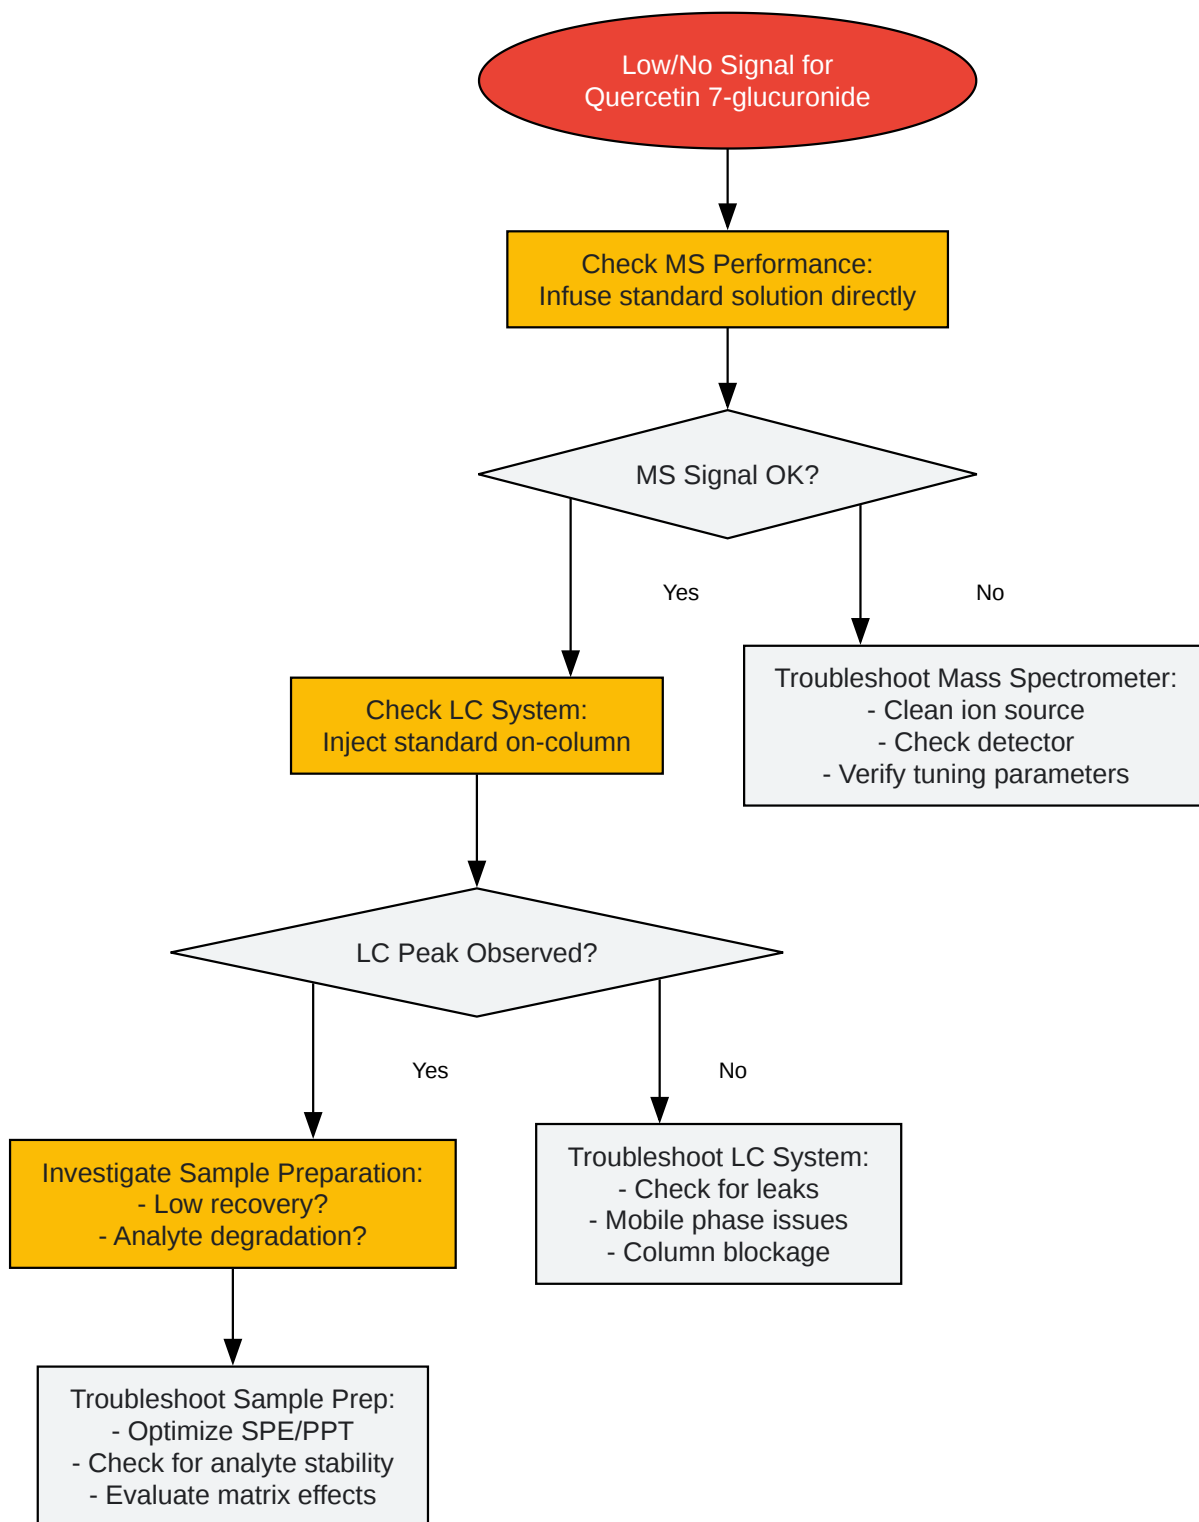 Low/No Signal for
Quercetin 7-glucuronide
Check MS Performance:
Infuse standard solution directly
MS Signal OK?
Yes
No
Troubleshoot Mass Spectrometer:
- Clean ion source
- Check detector
- Verify tuning parameters
Check LC System:
Inject standard on-column
LC Peak Observed?
Yes
No
Investigate Sample Preparation:
- Low recovery?
- Analyte degradation?
Troubleshoot LC System:
- Check for leaks
- Mobile phase issues
- Column blockage
Troubleshoot Sample Prep:
- Optimize SPE/PPT
- Check for analyte stability
- Evaluate matrix effects